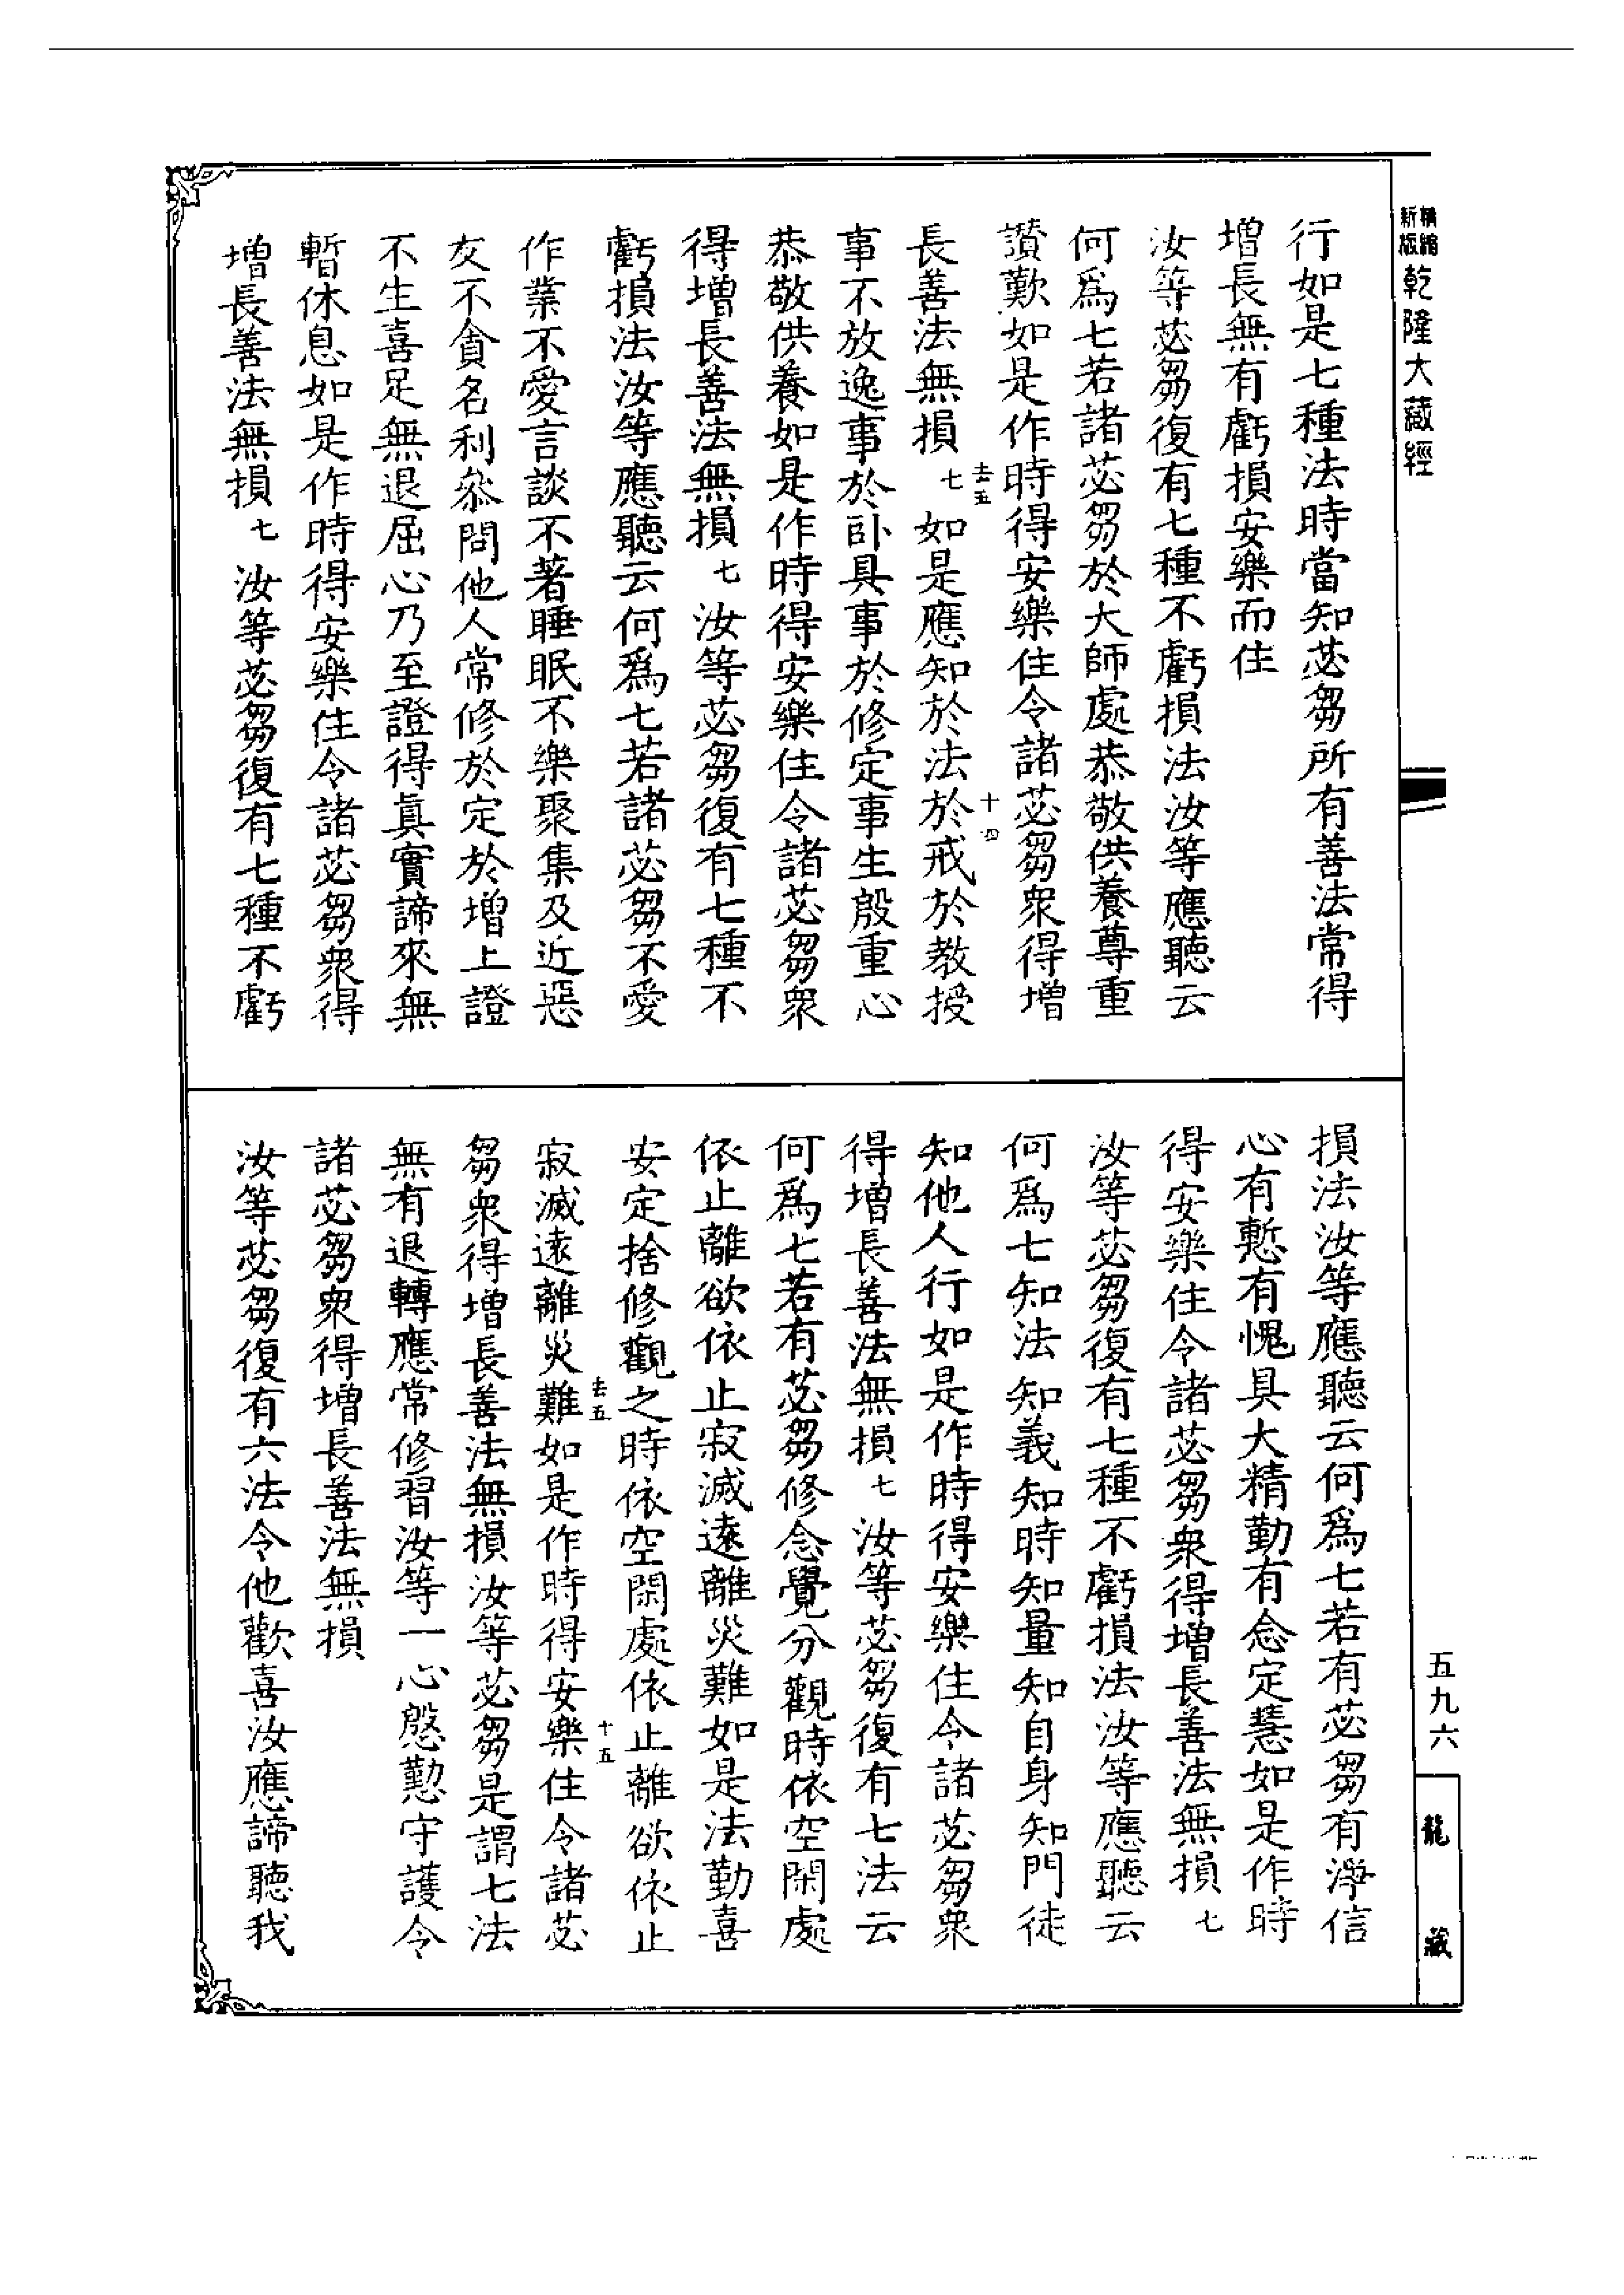 精縮新版乾隆大藏經
行如是七種法時當知苾芻所有善法常得
增長無有虧損安樂而住
汝等苾芻復有七種不虧損法汝等應聽云
何爲七若諸苾芻於大師處恭敬供養尊重
讃歎如是作時得安樂住令諸苾芻衆得增
去五
十四
長善法無損七如是應知於法於戒於教授
事不放逸事於卧具事於修定事生殷重心
恭敬供養如是作時得安樂住令諸苾芻衆
得增長善法無損七汝等苾芻復有七種不
虧損法汝等應聽云何爲七若諸苾芻不愛
作業不愛言談不著睡眠不樂聚集及近惡
友不貪名利叅問他人常修於定於增上證
不生喜足無退屈心乃至證得眞實諦來無
暫休息如是作時得安樂住令諸苾芻衆得
增長善法無損七汝等苾芻復有七種不虧
損法汝等應聽云何爲七若有苾芻有淨信
心有慙有愧具大精勤有念定慧如是作時
得安樂住令諸苾芻衆得增長善法無損七
汝等苾芻復有七種不虧損法汝等應聽云
何爲七知法知義知時知量知自身知門徒
知他人行如是作時得安樂住令諸苾芻衆
得增長善法無損七汝等苾芻復有七法云
何爲七若有苾芻修念覺分觀時依空閑處
依止離欲依止寂滅遠離災難如是法勤喜
安定捨修觀之時依空閑處依止離欲依止
去五
十五
寂滅遠離災難如是作時得安樂住令諸苾
芻衆得增長善法無損汝等苾芻是謂七法
無有退轉應常修習汝等一心慇懃守護令
諸苾芻衆得增長善法無損
汝等苾芻復有六法令他歡喜汝應諦聽我
五九六
龍藏